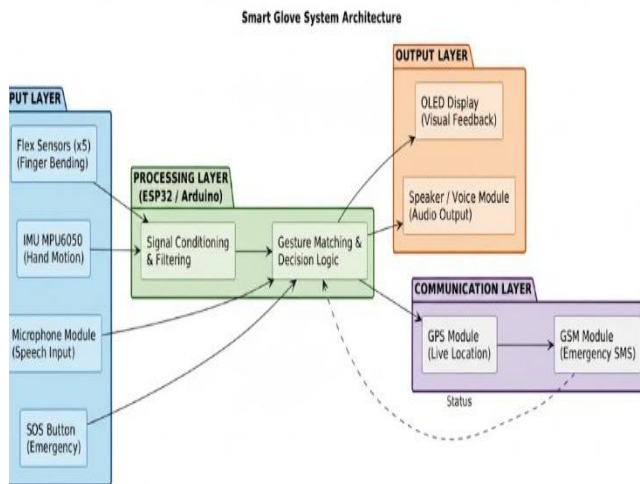 Smart Glove System Architecture
PUT LAYER
Flex Sensors (x5)
(Finger Bending)
IMU MPU6050
(Hand Motion)
Microphone Module
(Speech Input)
SOS Button
(Emergency)
PROCESSING LAYER
(ESP32 / Arduino)
Signal Conditioning
& Filtering
Gesture Matching &
Decision Logic
OUTPUT LAYER
OLED Display
(Visual Feedback)
Speaker / Voice Module
(Audio Output)
COMMUNICATION LAYER
GPS Module
(Live Location)
GSM Module
(Emergency SMS)
Status